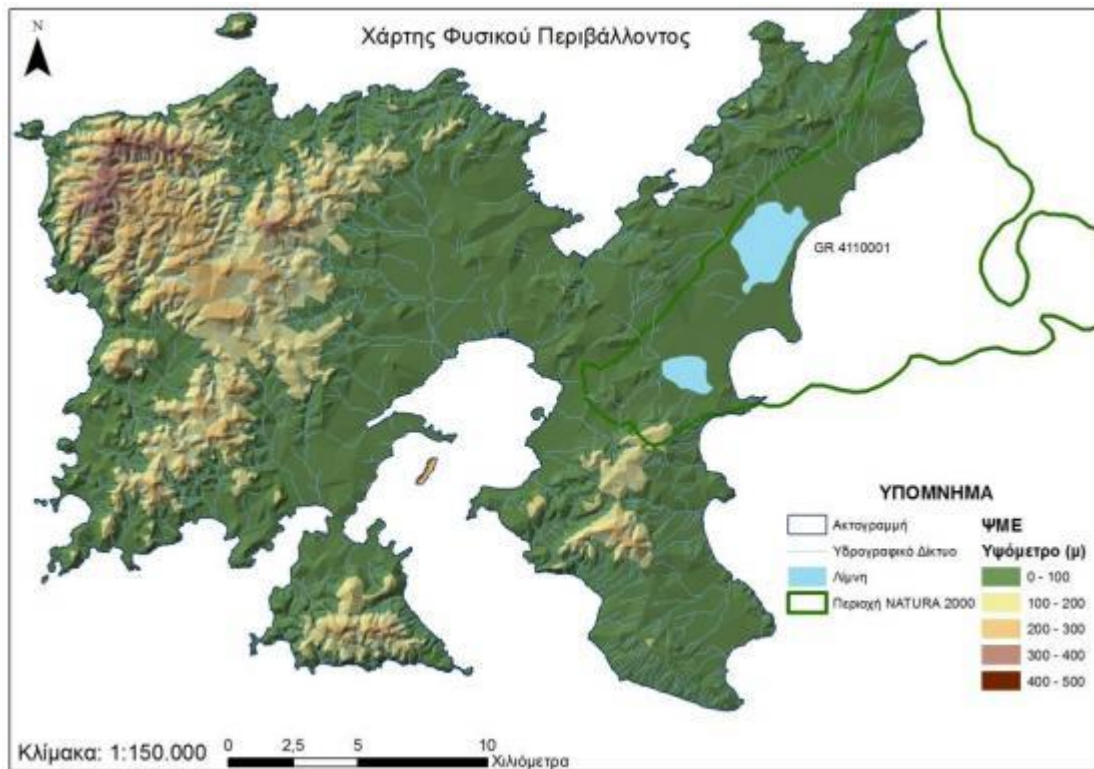 N
Χάρτης Φυσικού Περιβάλλοντος
GR 4110001
ΥΠΟΜΝΗΜΑ
Ακτογραμμή
Υδρογραφικό Δίκτυο
Λίμνη
Περιοχή NATURA 2000
ΨΜΕ
Υψόμετρο (μ)
0 - 100
100 - 200
200 - 300
300 - 400
400 - 500
Κλίμακα: 1:150.000
0 2,5 5 10
Χιλιόμετρα